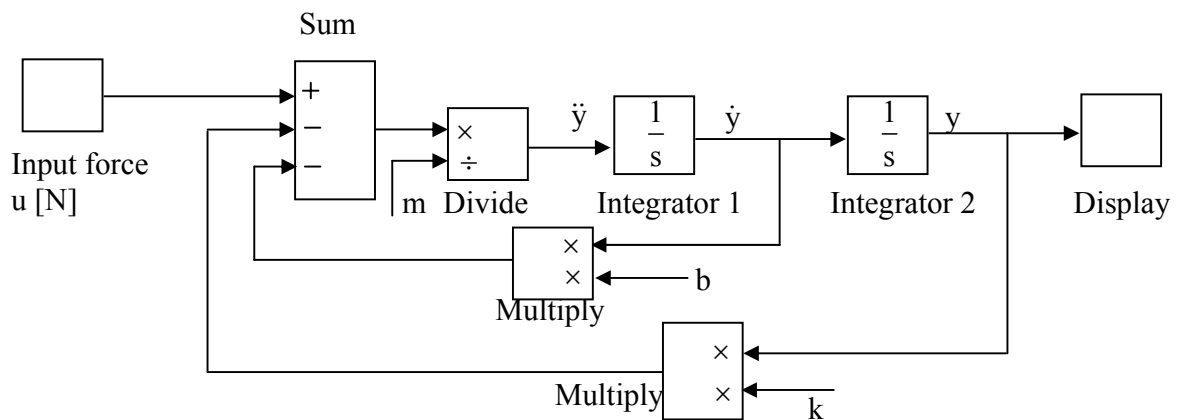 Sum
+
−
−
Input force
u [N]
×
÷
m
Divide
ÿ
1
s
Integrator 1
ẏ
1
s
Integrator 2
y
Display
×
×
b
Multiply
×
×
k
Multiply